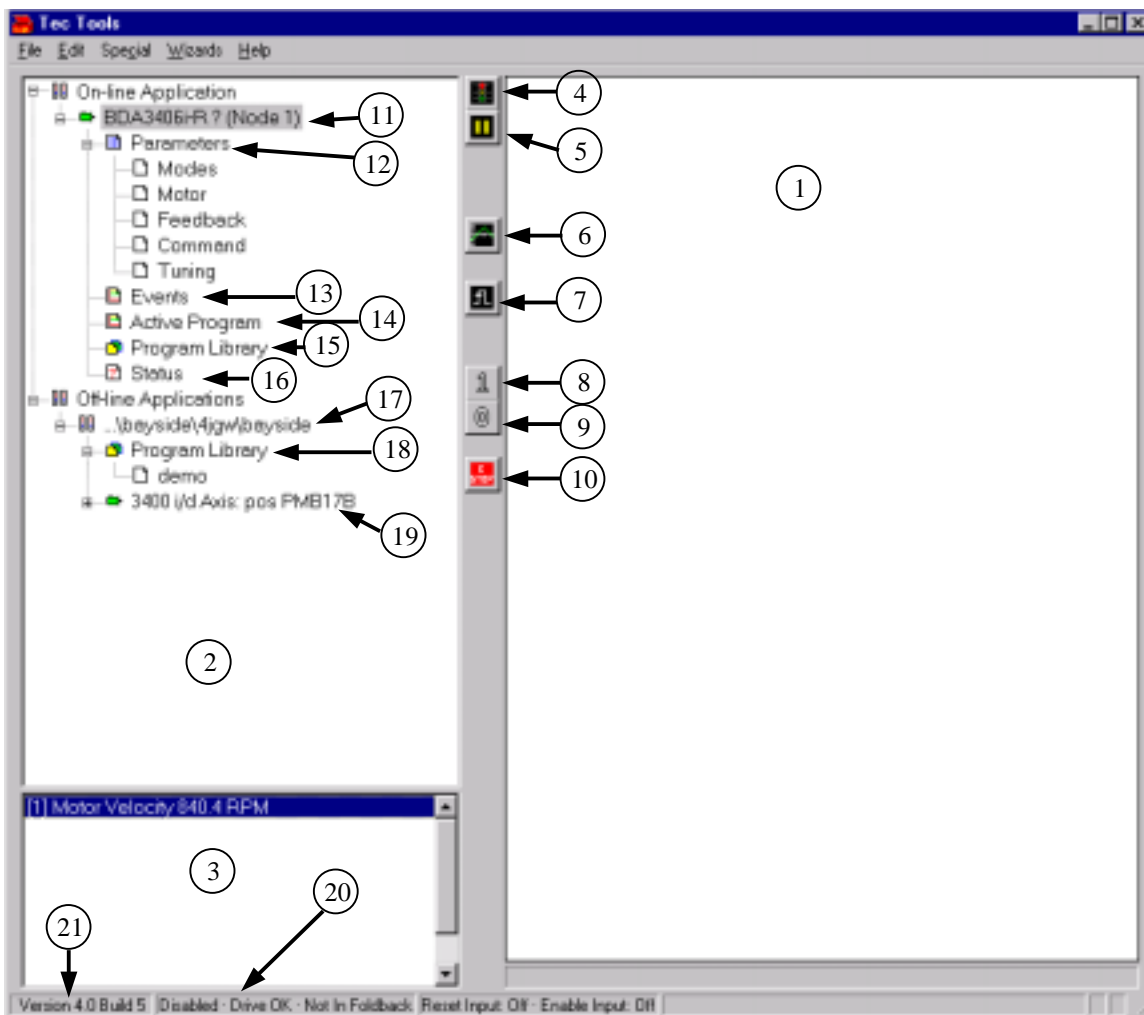 Tec Tools
File Edit Special Wizards Help
On-line Application
BDA3406HR ? (Node 1)
11
Parameters
12
Modes
Motor
Feedback
Command
Tuning
Events
13
Active Program
14
Program Library
15
Status
16
Off-line Applications
...\bayside\4jgw\bayside
17
Program Library
18
demo
3400 i/d Axis: pos PMB17B
19
2
4
5
6
7
1
8
0
9
E STOP
10
1
[1] Motor Velocity 840.4 RPM
3
20
21
Version 4.0 Build 5 Disabled · Drive OK · Not In Foldback Reset Input: Off · Enable Input: Off